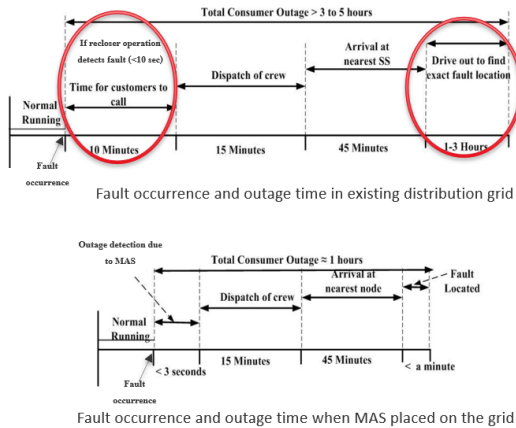 Total Consumer Outage > 3 to 5 hours
If recloser operation
detects fault (<10 sec)
Time for customers to
call
Dispatch of crew
Arrival at
nearest SS
Drive out to find
exact fault location
Normal
Running
10 Minutes
15 Minutes
45 Minutes
1-3 Hours
Fault
occurrence
Fault occurrence and outage time in existing distribution grid
Outage detection due
to MAS
Total Consumer Outage ≈ 1 hours
Arrival at
nearest node
Fault
Located
Dispatch of crew
Normal
Running
< 3 seconds
15 Minutes
45 Minutes
< a minute
Fault
occurrence
Fault occurrence and outage time when MAS placed on the grid